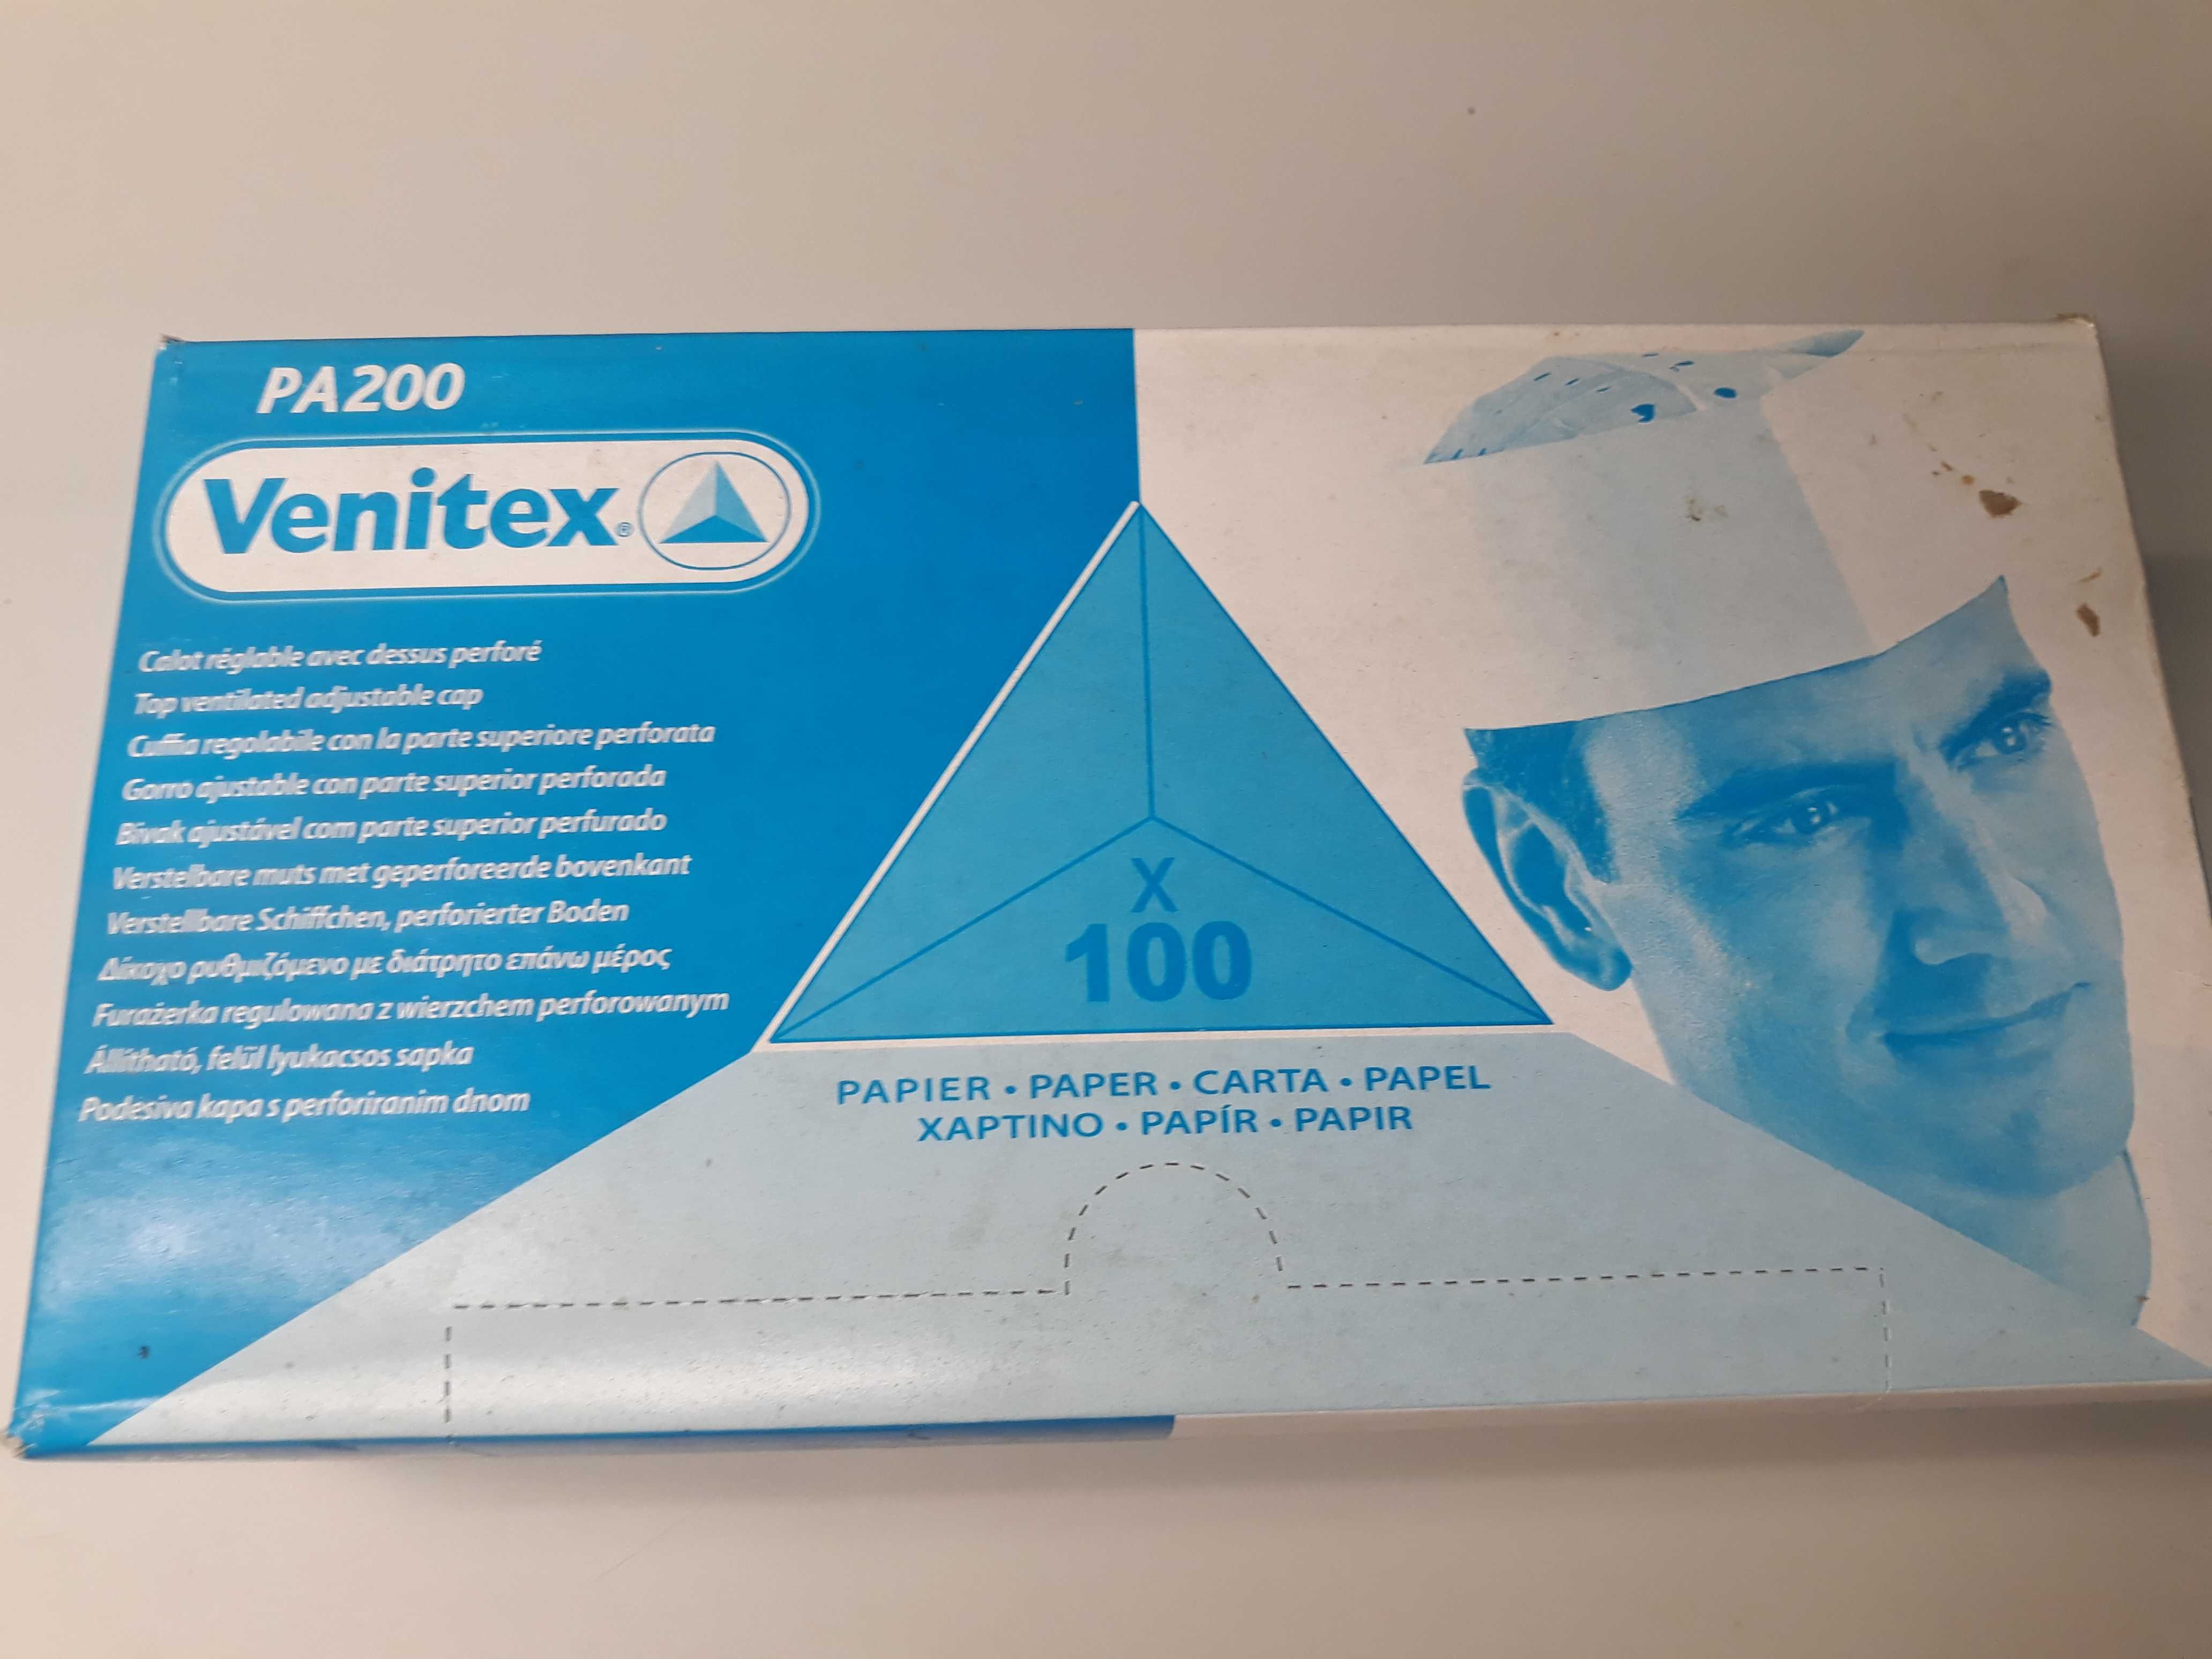 PA200
Venitex®
Calot réglable avec dessus perforé
Top ventilated adjustable cap
Cuffia regolabile con la parte superiore perforata
Gorro ajustable con parte superior perforada
Bivak ajustável com parte superior perfurado
Verstelbare muts met geperforeerde bovenkant
Verstellbare Schiffchen, perforierter Boden
Δίκοχο ρυθμιζόμενο με διάτρητο επάνω μέρος
Furażerka regulowana z wierzchem perforowanym
Állítható, felül lyukacsos sapka
Podesiva kapa s perforiranim dnom
X
100
PAPIER • PAPER • CARTA • PAPEL
ΧΑΡΤΙΝΟ • PAPÍR • PAPIR